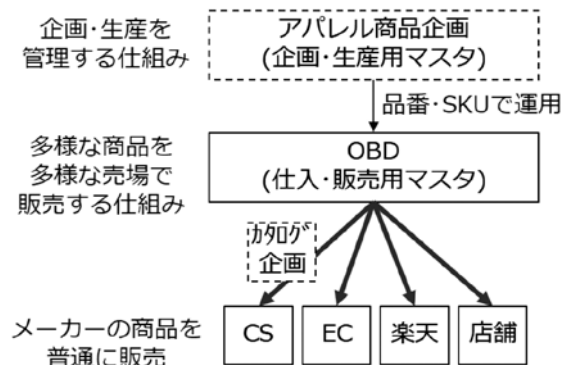 企画・生産を
管理する仕組み
アパレル商品企画
(企画・生産用マスタ)
品番・SKUで運用
多様な商品を
多様な売場で
販売する仕組み
OBD
(仕入・販売用マスタ)
ｶﾀﾛｸﾞ
企画
メーカーの商品を
普通に販売
CS
EC
楽天
店舗